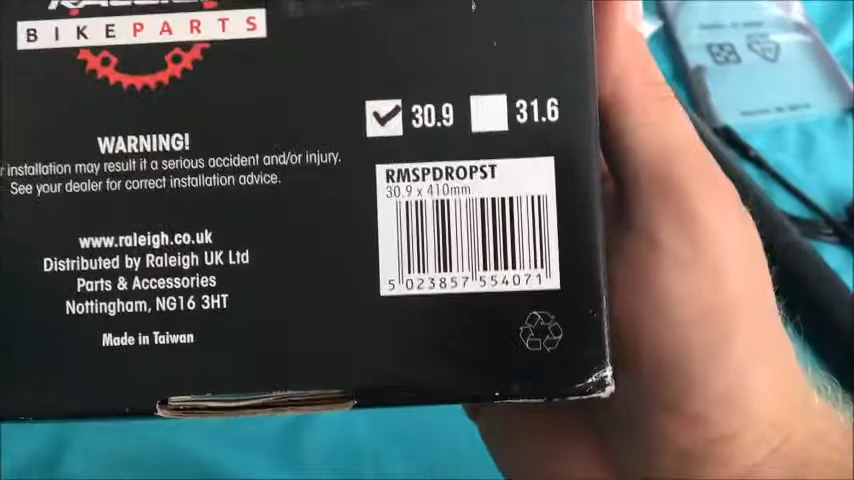 RALEIGH
BIKE PARTS
30.9
31.6
WARNING!
r installation may result is a serious accident and/or injury.
See your dealer for correct installation advice.
RMSPDROPST
30.9 x 410mm
www.raleigh.co.uk
Distributed by Raleigh UK Ltd
Parts & Accessories
Nottingham, NG16 3HT
5 023857 554071
Made in Taiwan